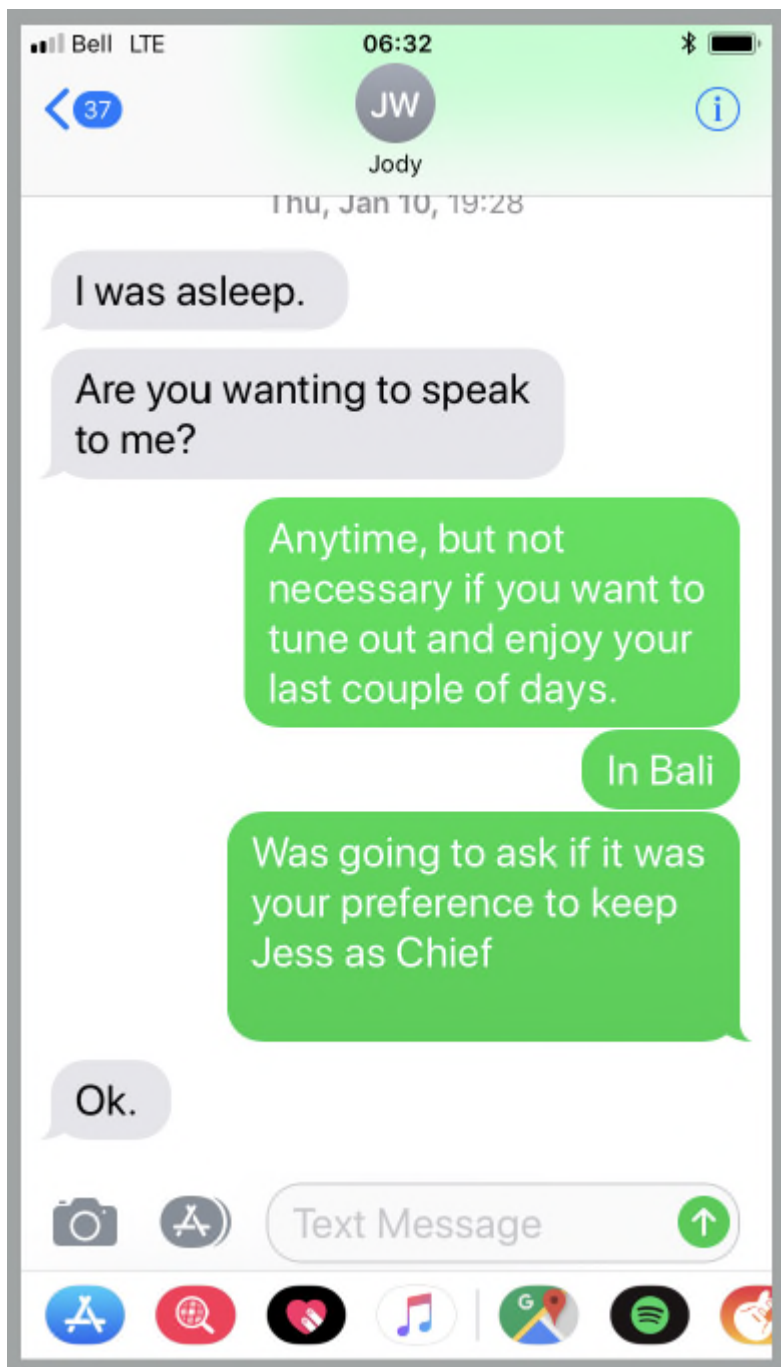 Bell LTE 06:32
37
JW
Jody
Thu, Jan 10, 19:28
I was asleep.
Are you wanting to speak
to me?
Anytime, but not
necessary if you want to
tune out and enjoy your
last couple of days.
In Bali
Was going to ask if it was
your preference to keep
Jess as Chief
Ok.
Text Message
G